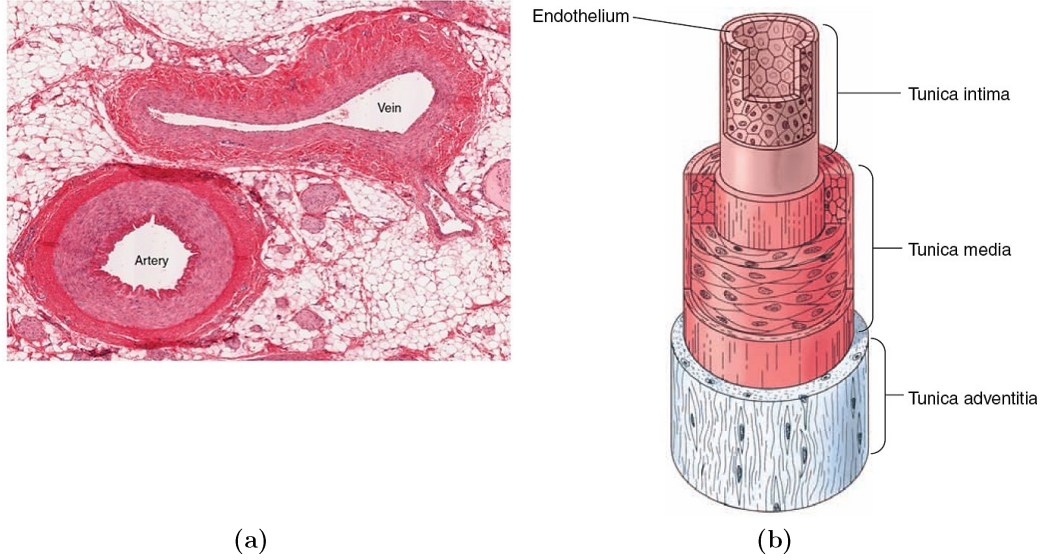 Endothelium
Tunica intima
Vein
Artery
Tunica media
Tunica adventitia
(a)
(b)